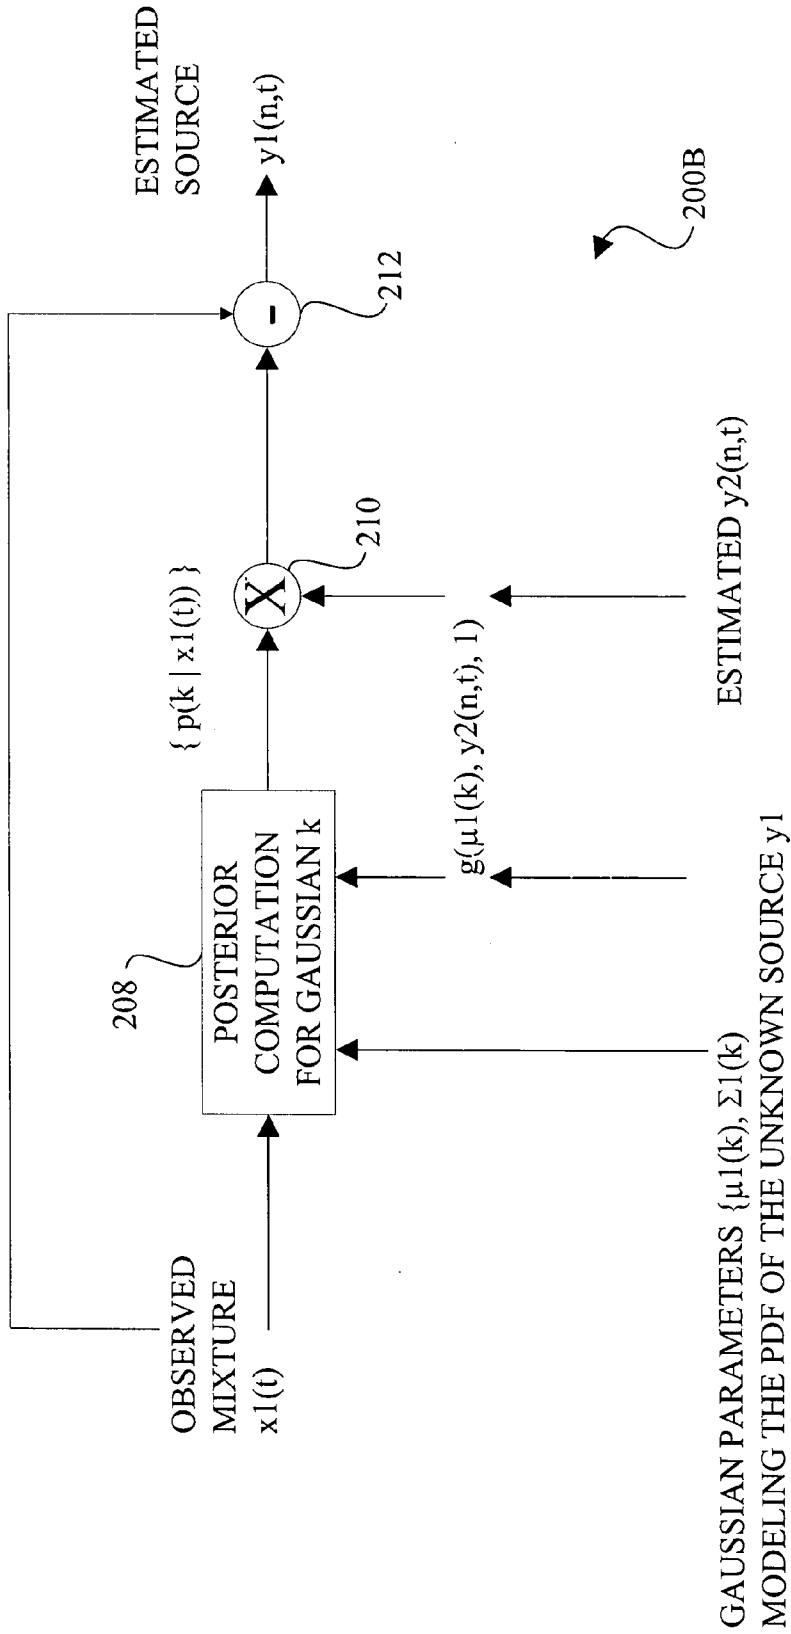 OBSERVED
MIXTURE
x1(t)
208
POSTERIOR
COMPUTATION
FOR GAUSSIAN k
{ p(k | x1(t)) }
X
210
-
212
ESTIMATED
SOURCE
y1(n,t)
g(µ1(k), y2(n,t), 1)
200B
GAUSSIAN PARAMETERS {µ1(k), Σ1(k)
MODELING THE PDF OF THE UNKNOWN SOURCE y1
ESTIMATED y2(n,t)